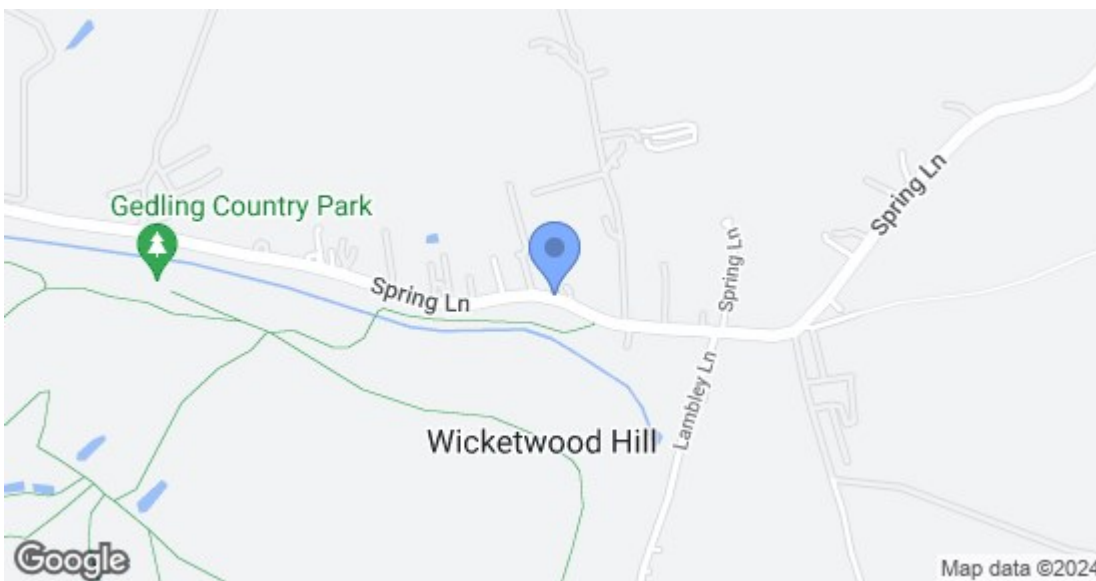 Spring Ln
Gedling Country Park
Spring Ln
Spring Ln
Lambley Ln
Wicketwood Hill
Google
Map data ©2024